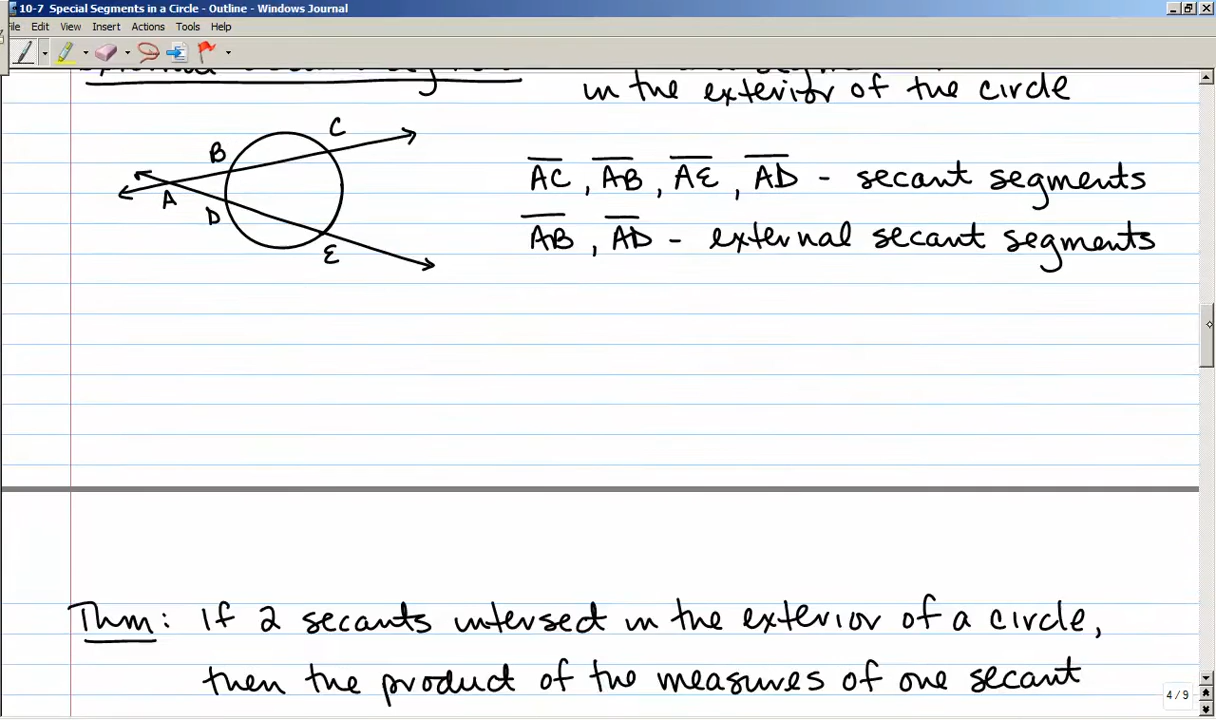 10-7 Special Segments in a Circle - Outline - Windows Journal
File Edit View Insert Actions Tools Help
in the exterior of the circle
C
B
A
D
E
AC, AB, AE, AD - secant segments
AB, AD - external secant segments
Thm: If 2 secants intersect in the exterior of a circle,
then the product of the measures of one secant
4/9